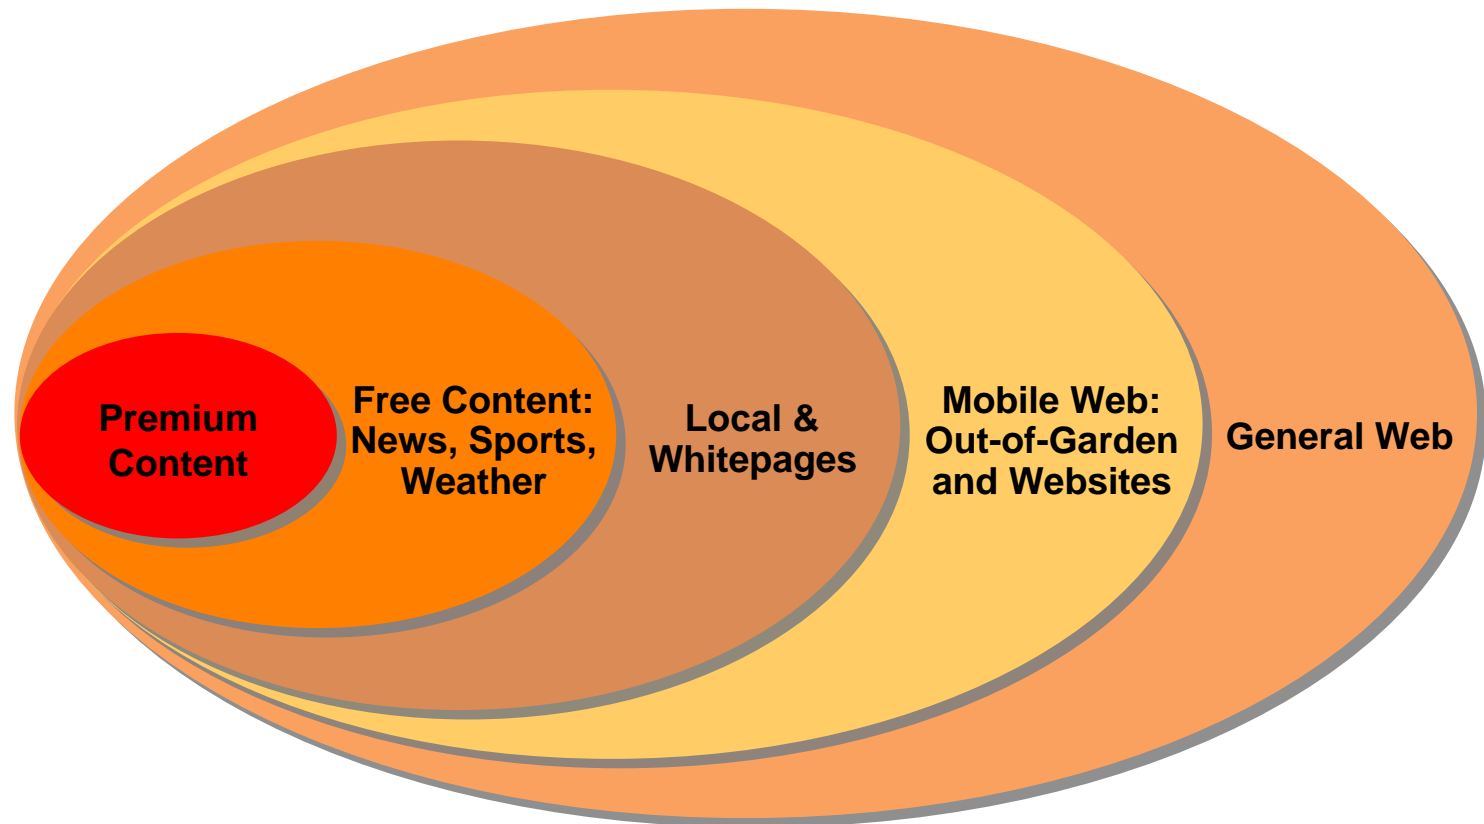 Premium
Content
Free Content:
News, Sports,
Weather
Local &
Whitepages
Mobile Web:
Out-of-Garden
and Websites
General Web